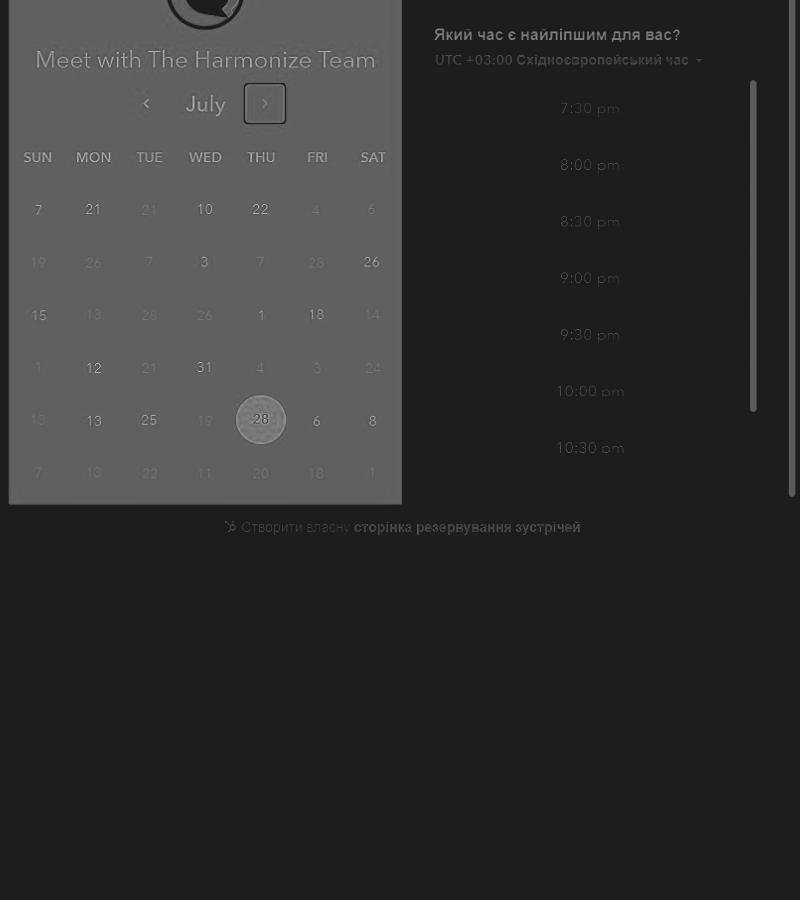 Meet with The Harmonize Team
July
SUN MON TUE WED THU FRI SAT
7 21 21 10 22 4 6
19 26 7 3 7 28 26
15 13 28 26 1 18 14
1 12 21 31 4 3 24
13 13 25 19 28 6 8
7 13 22 11 20 18 1
Який час є найліпшим для вас?
UTC +03:00 Східноєвропейський час
7:30 pm
8:00 pm
8:30 pm
9:00 pm
9:30 pm
10:00 pm
10:30 pm
Створити власну сторінка резервування зустрічей